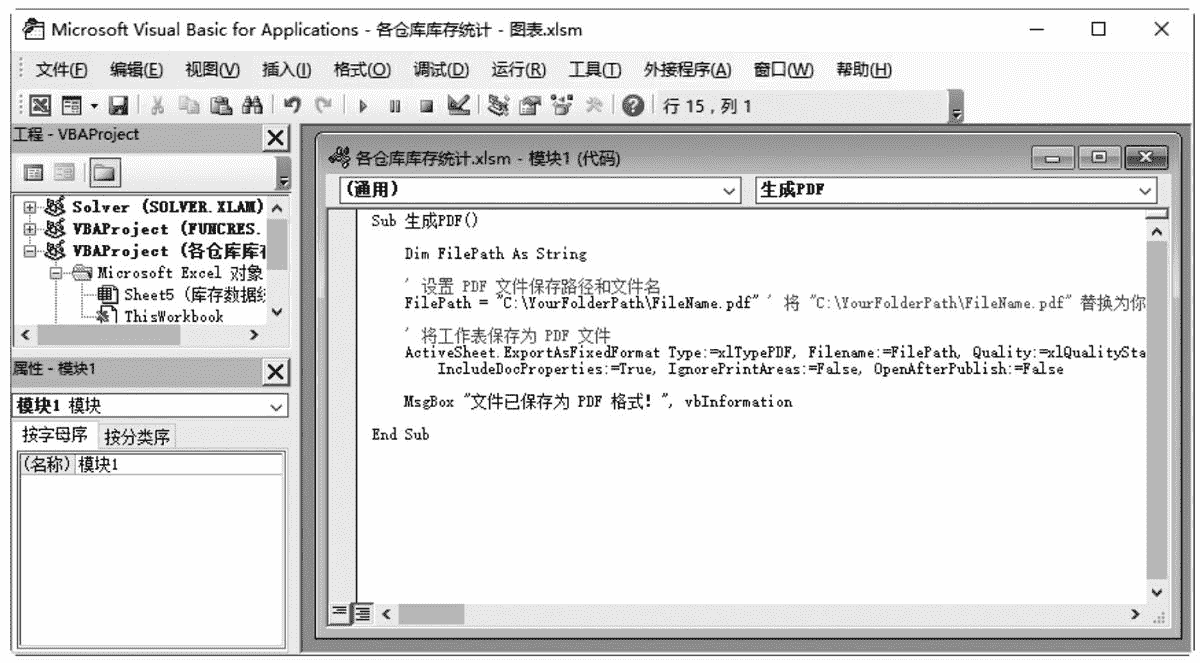 Microsoft Visual Basic for Applications - 各仓库库存统计 - 图表.xlsm
文件(F) 编辑(E) 视图(V) 插入(I) 格式(O) 调试(D) 运行(R) 工具(T) 外接程序(A) 窗口(W) 帮助(H)
行 15 , 列 1
工程 - VBAProject
Solver (SOLVER.XLAM)
VBAProject (FUNCRES.
VBAProject (各仓库库存
Microsoft Excel 对象
Sheet5 (库存数据统
ThisWorkbook
属性 - 模块1
模块1 模块
按字母序 按分类序
(名称) 模块1
各仓库库存统计.xlsm - 模块1 (代码)
(通用) 生成PDF
Sub 生成PDF()
Dim FilePath As String
' 设置 PDF 文件保存路径和文件名
FilePath = "C:\YourFolderPath\FileName.pdf" ' 将 "C:\YourFolderPath\FileName.pdf" 替换为你
' 将工作表保存为 PDF 文件
ActiveSheet.ExportAsFixedFormat Type:=xlTypePDF, Filename:=FilePath, Quality:=xlQualitySta
IncludeDocProperties:=True, IgnorePrintAreas:=False, OpenAfterPublish:=False
MsgBox "文件已保存为 PDF 格式! ", vbInformation
End Sub